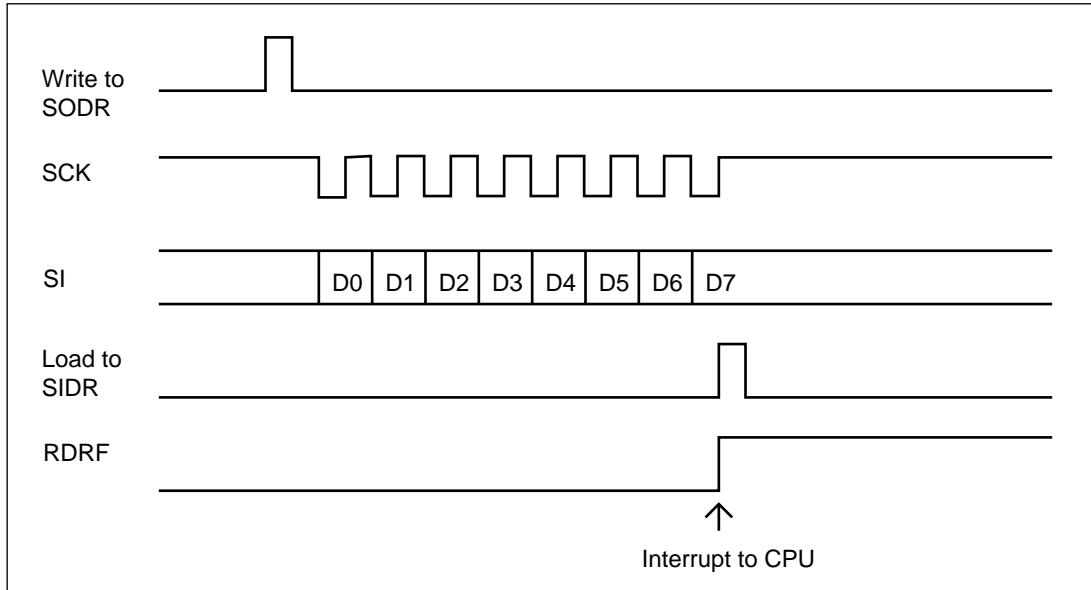 Write to
SODR
SCK
SI
D0 D1 D2 D3 D4 D5 D6 D7
Load to
SIDR
RDRF
Interrupt to CPU